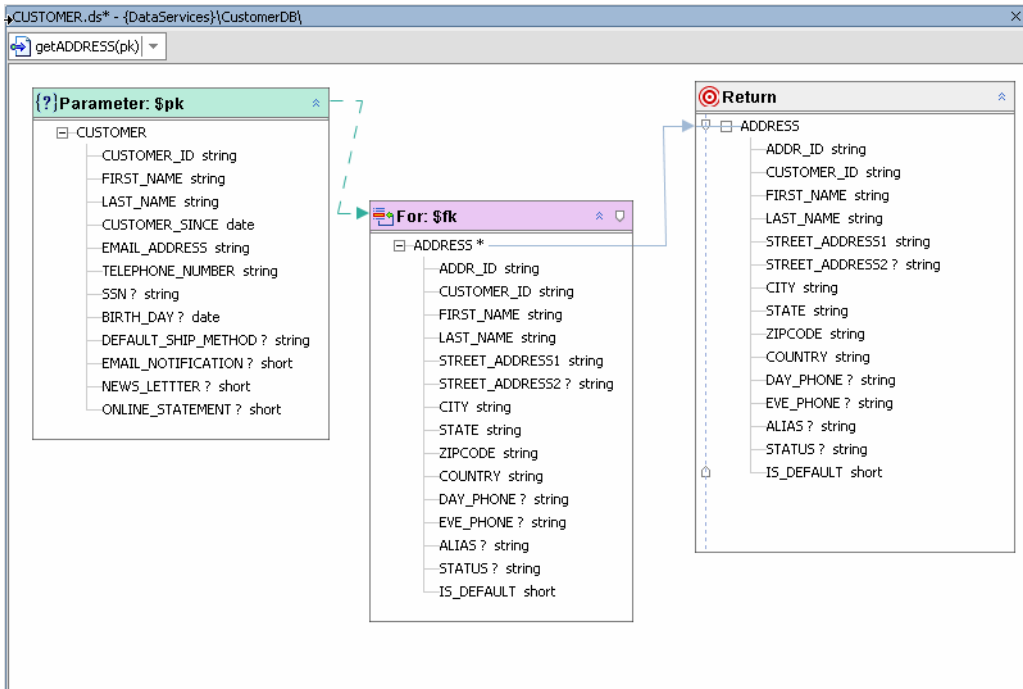 CUSTOMER.ds* - {DataServices}\CustomerDB\
getADDRESS(pk)
{?}Parameter: $pk
CUSTOMER
CUSTOMER_ID string
FIRST_NAME string
LAST_NAME string
CUSTOMER_SINCE date
EMAIL_ADDRESS string
TELEPHONE_NUMBER string
SSN ? string
BIRTH_DAY ? date
DEFAULT_SHIP_METHOD ? string
EMAIL_NOTIFICATION ? short
NEWS_LETTTER ? short
ONLINE_STATEMENT ? short
For: $fk
ADDRESS *
ADDR_ID string
CUSTOMER_ID string
FIRST_NAME string
LAST_NAME string
STREET_ADDRESS1 string
STREET_ADDRESS2 ? string
CITY string
STATE string
ZIPCODE string
COUNTRY string
DAY_PHONE ? string
EVE_PHONE ? string
ALIAS ? string
STATUS ? string
IS_DEFAULT short
Return
ADDRESS
ADDR_ID string
CUSTOMER_ID string
FIRST_NAME string
LAST_NAME string
STREET_ADDRESS1 string
STREET_ADDRESS2 ? string
CITY string
STATE string
ZIPCODE string
COUNTRY string
DAY_PHONE ? string
EVE_PHONE ? string
ALIAS ? string
STATUS ? string
IS_DEFAULT short